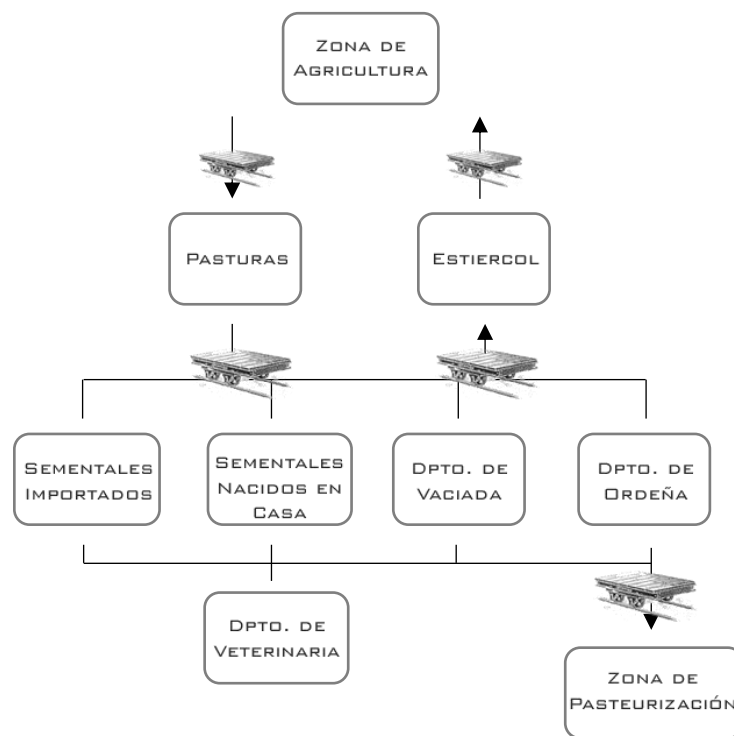 Zona de
Agricultura
Pasturas
Estiercol
Sementales
Importados
Sementales
Nacidos en
Casa
Dpto. de
Vaciada
Dpto. de
Ordeña
Dpto. de
Veterinaria
Zona de
Pasteurización